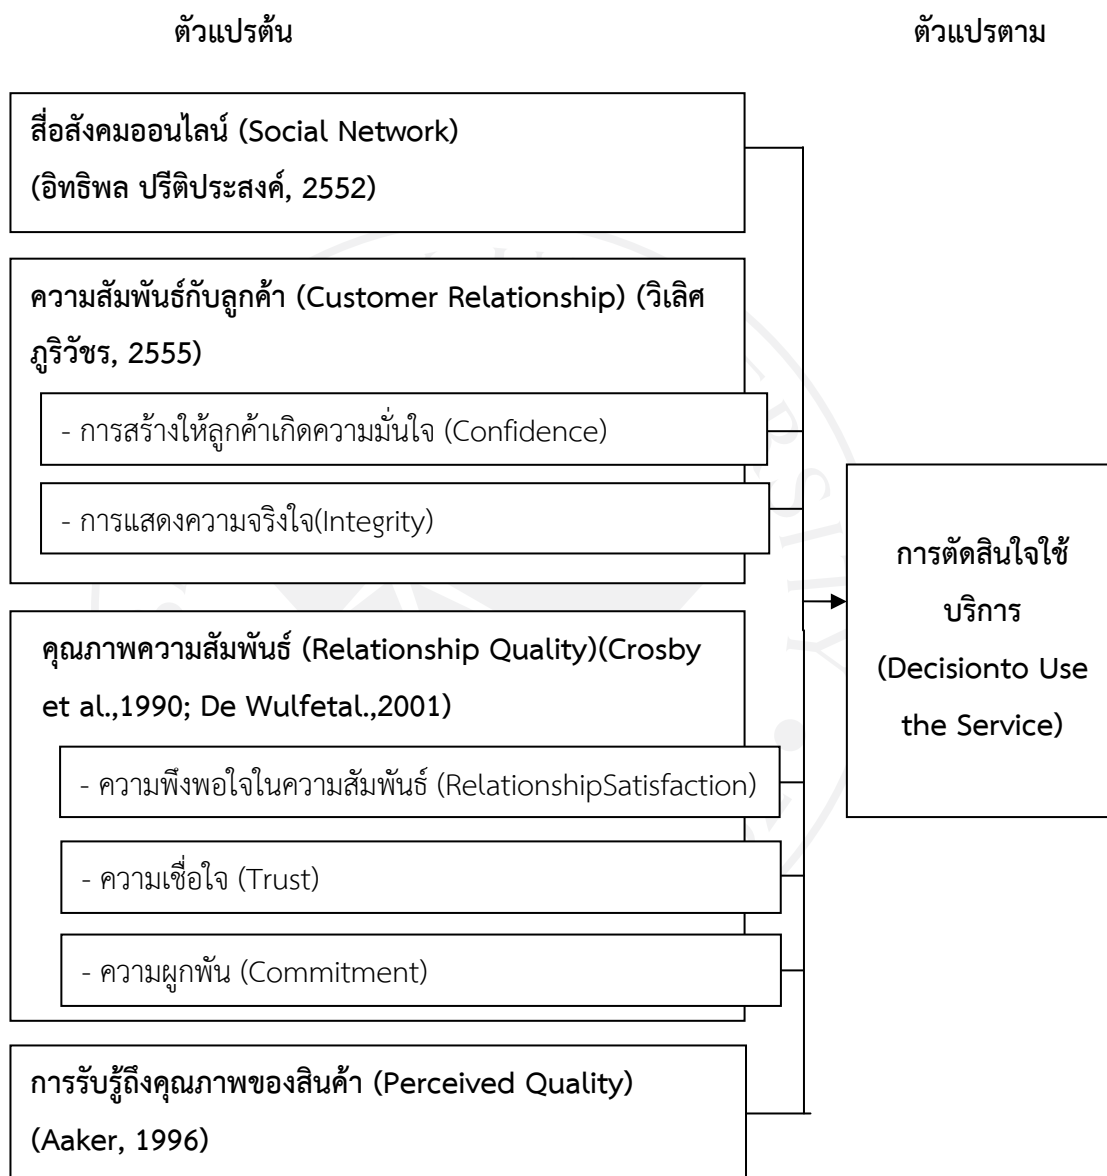 ตัวแปรต้น
ตัวแปรตาม
สื่อสังคมออนไลน์ (Social Network)
(อิทธิพล ปรีติประสงค์, 2552)
ความสัมพันธ์กับลูกค้า (Customer Relationship) (วิเลิศ
ภูริวัชร, 2555)
- การสร้างให้ลูกค้าเกิดความมั่นใจ (Confidence)
- การแสดงความจริงใจ(Integrity)
คุณภาพความสัมพันธ์ (Relationship Quality)(Crosby
et al.,1990; De Wulfetal.,2001)
- ความพึงพอใจในความสัมพันธ์ (RelationshipSatisfaction)
- ความเชื่อใจ (Trust)
- ความผูกพัน (Commitment)
การรับรู้ถึงคุณภาพของสินค้า (Perceived Quality)
(Aaker, 1996)
การตัดสินใจใช้
บริการ
(Decisionto Use
the Service)